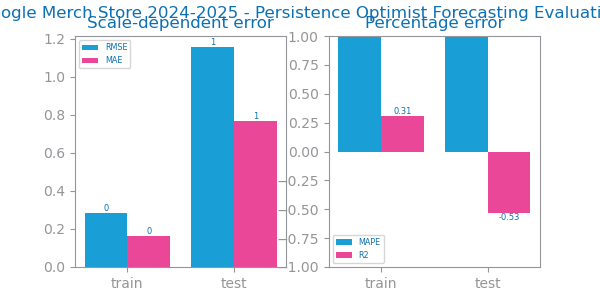 ogle Merch Store 2024-2025 - Persistence Optimist Forecasting Evaluati
Scale-dependent error
Percentage error
1.2
1.0
0.8
0.6
0.4
0.2
0.0
RMSE
MAE
0
0
1
1
train
test
1.00
0.75
0.50
0.25
0.00
0.25
0.50
0.75
1.00
0.31
-0.53
MAPE
R2
train
test